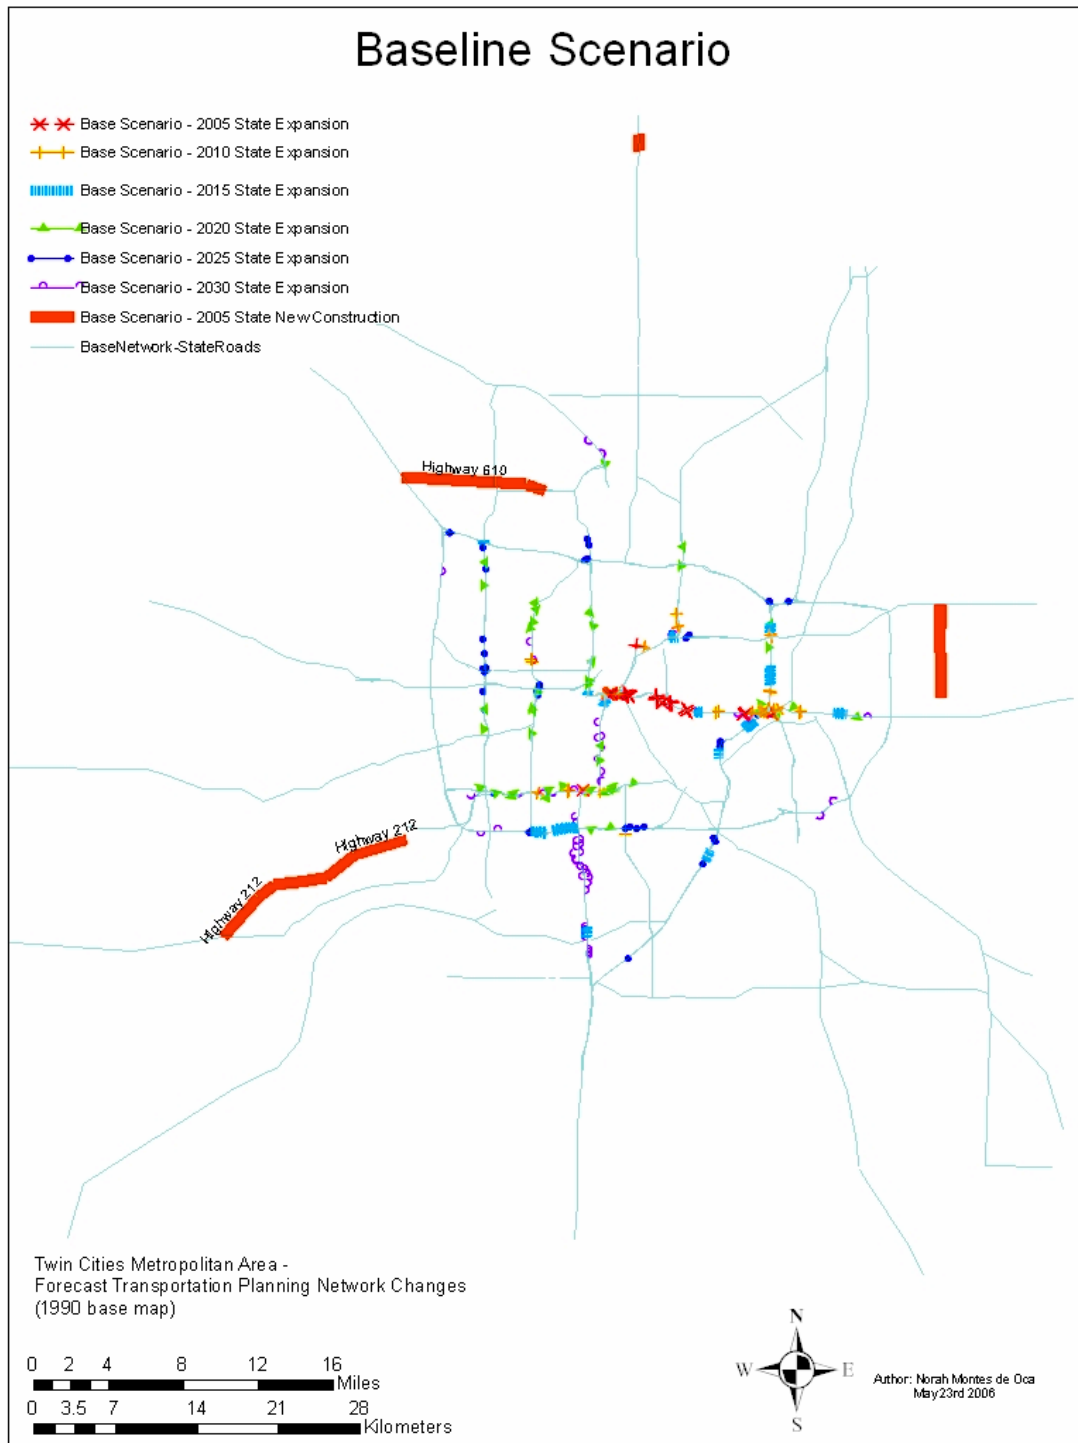 Baseline Scenario
Base Scenario - 2005 State Expansion
Base Scenario - 2010 State Expansion
Base Scenario - 2015 State Expansion
Base Scenario - 2020 State Expansion
Base Scenario - 2025 State Expansion
Base Scenario - 2030 State Expansion
Base Scenario - 2005 State New Construction
BaseNetwork-StateRoads
Highway 610
Highway 212
Highway 212
Twin Cities Metropolitan Area -
Forecast Transportation Planning Network Changes
(1990 base map)
0 2 4 8 12 16
Miles
0 3.5 7 14 21 28
Kilometers
N
W E
S
Author: Norah Montes de Oca
May23rd 2006